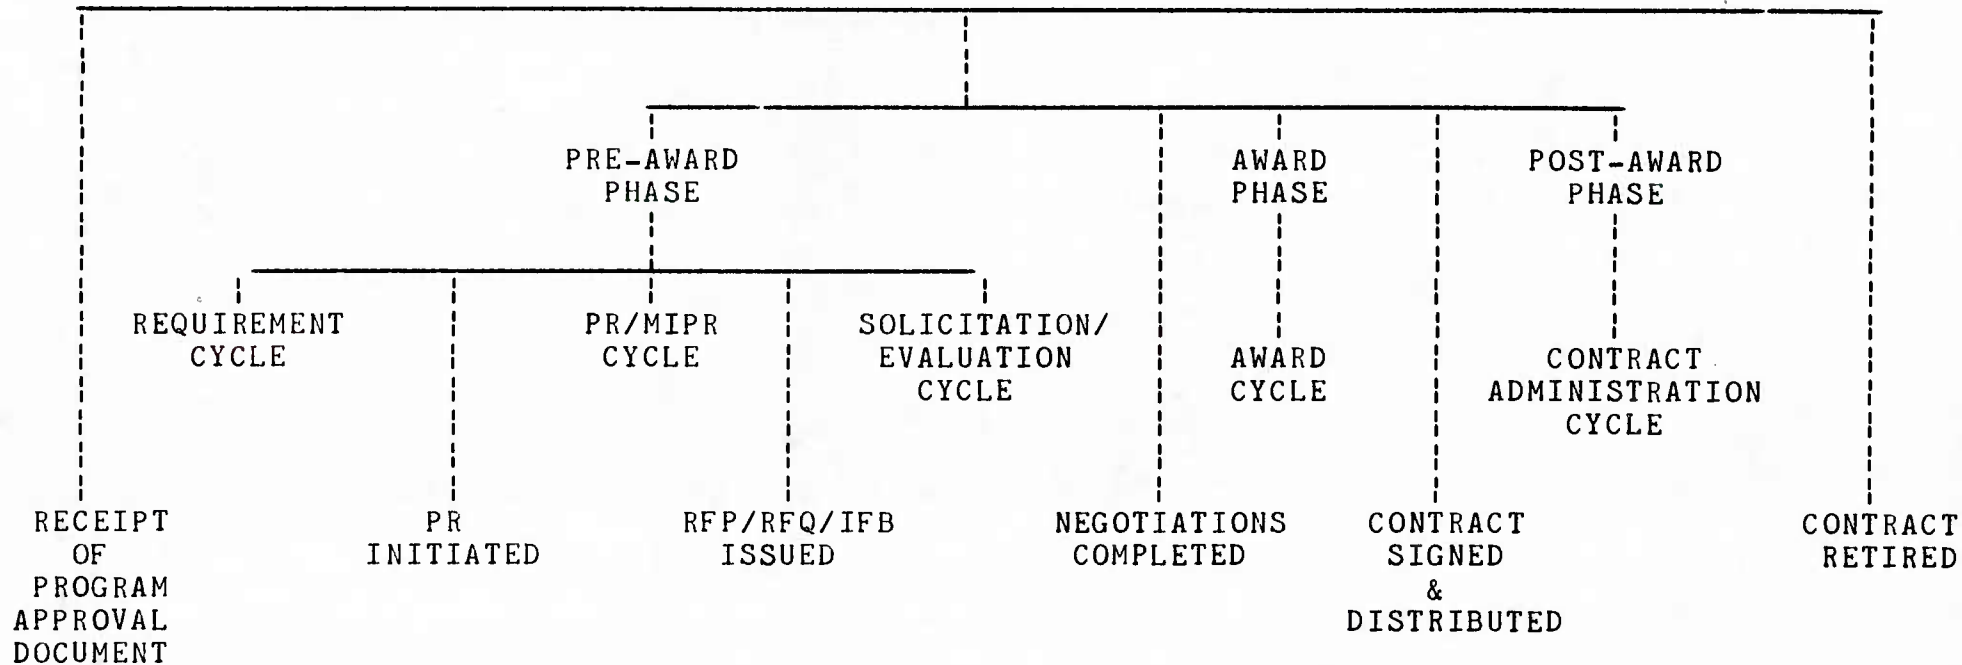 PRE-AWARD
PHASE
AWARD
PHASE
POST-AWARD
PHASE
REQUIREMENT
CYCLE
PR/MIPR
CYCLE
SOLICITATION/
EVALUATION
CYCLE
AWARD
CYCLE
CONTRACT
ADMINISTRATION
CYCLE
RECEIPT
OF
PROGRAM
APPROVAL
DOCUMENT
PR
INITIATED
RFP/RFQ/IFB
ISSUED
NEGOTIATIONS
COMPLETED
CONTRACT
SIGNED
&
DISTRIBUTED
CONTRACT
RETIRED